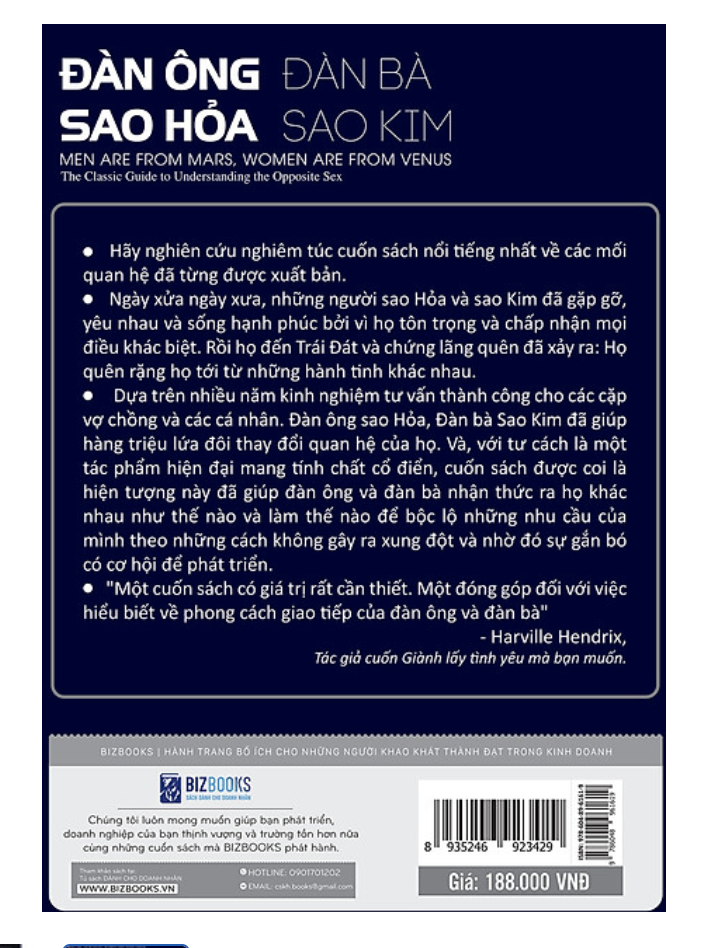 ĐÀN ÔNG ĐÀN BÀ
SAO HỎA SAO KIM
MEN ARE FROM MARS, WOMEN ARE FROM VENUS
The Classic Guide to Understanding the Opposite Sex
● Hãy nghiên cứu nghiêm túc cuốn sách nổi tiếng nhất về các mối
quan hệ đã từng được xuất bản.
● Ngày xửa ngày xưa, những người sao Hỏa và sao Kim đã gặp gỡ,
yêu nhau và sống hạnh phúc bởi vì họ tôn trọng và chấp nhận mọi
điều khác biệt. Rồi họ đến Trái Đát và chứng lãng quên đã xảy ra: Họ
quên rặng họ tới từ những hành tinh khác nhau.
● Dựa trên nhiều năm kinh nghiệm tư vấn thành công cho các cặp
vợ chồng và các cá nhân. Đàn ông sao Hỏa, Đàn bà Sao Kim đã giúp
hàng triệu lứa đôi thay đổi quan hệ của họ. Và, với tư cách là một
tác phẩm hiện đại mang tính chất cổ điển, cuốn sách được coi là
hiện tượng này đã giúp đàn ông và đàn bà nhận thức ra họ khác
nhau như thế nào và làm thế nào để bộc lộ những nhu cầu của
mình theo những cách không gây ra xung đột và nhờ đó sự gắn bó
có cơ hội để phát triển.
● "Một cuốn sách có giá trị rất cần thiết. Một đóng góp đối với việc
hiểu biết về phong cách giao tiếp của đàn ông và đàn bà"
- Harville Hendrix,
Tác giả cuốn Giành lấy tình yêu mà bạn muốn.
BIZBOOKS | HÀNH TRANG BỔ ÍCH CHO NHỮNG NGƯỜI KHAO KHÁT THÀNH ĐẠT TRONG KINH DOANH
BIZBOOKS
SÁCH DÀNH CHO DOANH NHÂN
Chúng tôi luôn mong muốn giúp bạn phát triển,
doanh nghiệp của bạn thịnh vượng và trường tồn hơn nữa
cùng những cuốn sách mà BIZBOOKS phát hành.
Tham khảo sách tại:
Tủ sách DÀNH CHO DOANH NHÂN
WWW.BIZBOOKS.VN
HOTLINE: 0901701202
EMAIL: cskh.books@gmail.com
8 935246 923429
ISBN: 978-604-89-6161-9
9 786048 961619
Giá: 188.000 VNĐ